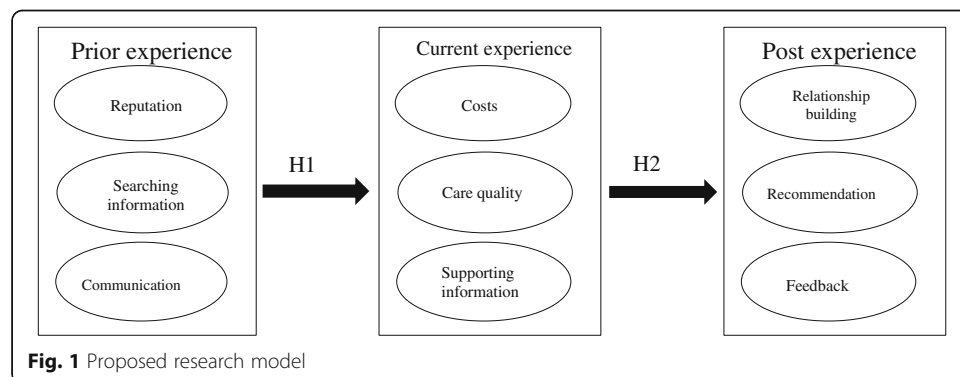 Prior experience
Reputation
Searching
information
Communication
H1
Current experience
Costs
Care quality
Supporting
information
H2
Post experience
Relationship
building
Recommendation
Feedback
Fig. 1 Proposed research model